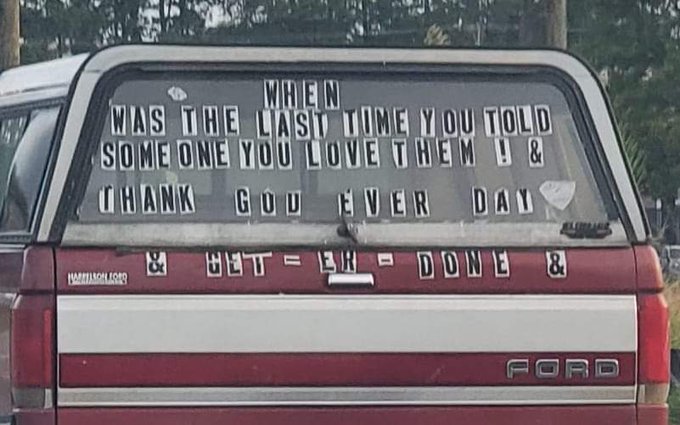 WHEN
WAS THE LAST TIME YOU TOLD
SOMEONE YOU LOVE THEM ! &
THANK GOD EVER DAY
& GET = ER = DONE &
HARRELSON FORD
FORD